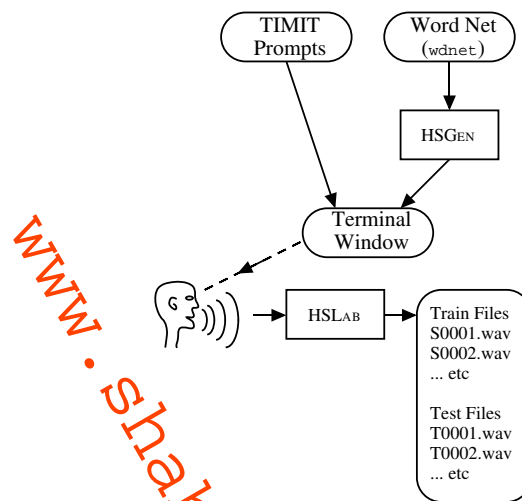 TIMIT
Prompts
Word Net
(wdnet)
HSGEN
Terminal
Window
HSLAB
Train Files
S0001.wav
S0002.wav
... etc
Test Files
T0001.wav
T0002.wav
... etc
www.shah